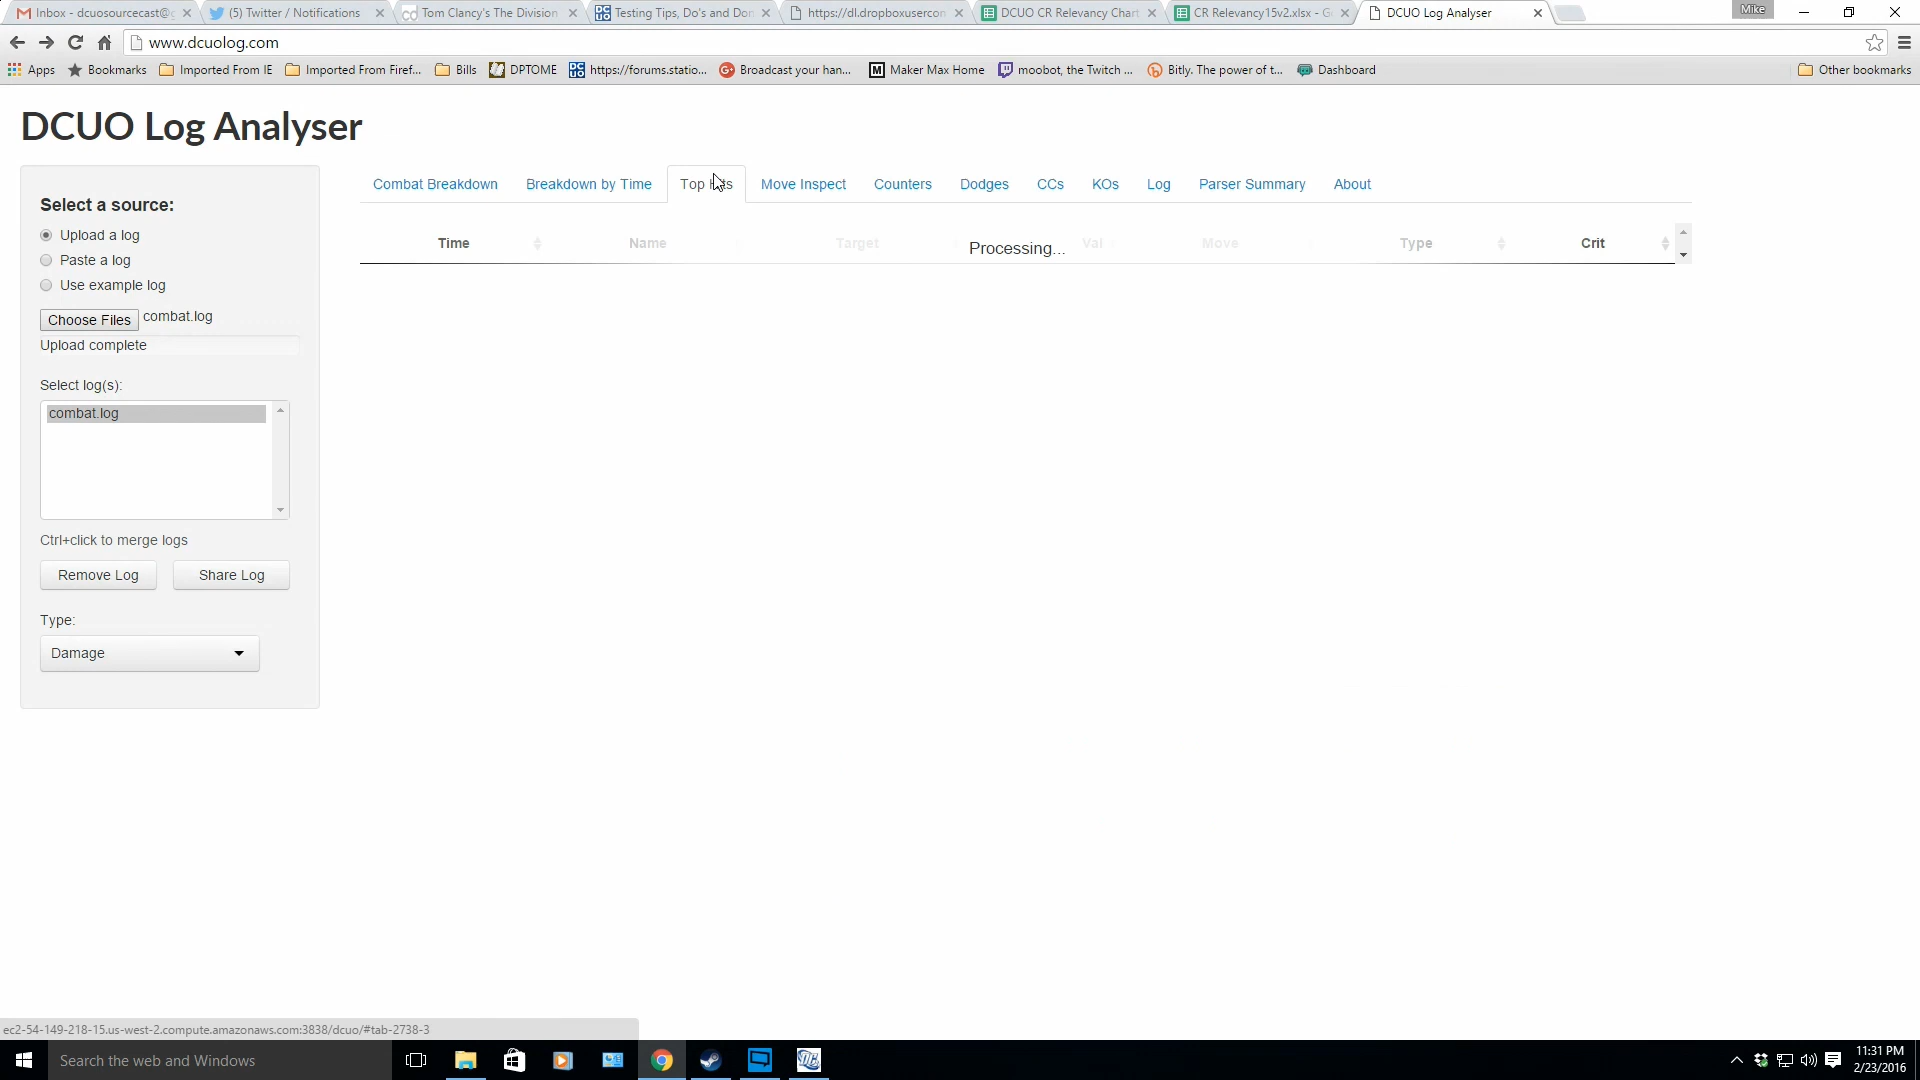 Inbox - dcuosourcecast@g
(5) Twitter / Notifications
Tom Clancy's The Division
Testing Tips, Do's and Don
https://dl.dropboxusercon
DCUO CR Relevancy Chart
CR Relevancy15v2.xlsx - G
DCUO Log Analyser
Mike
www.dcuolog.com
Apps
Bookmarks
Imported From IE
Imported From Firef...
Bills
DPTOME
https://forums.statio...
Broadcast your han...
Maker Max Home
moobot, the Twitch ...
Bitly. The power of t...
Dashboard
Other bookmarks
DCUO Log Analyser
Combat Breakdown
Breakdown by Time
Top Hits
Move Inspect
Counters
Dodges
CCs
KOs
Log
Parser Summary
About
Select a source:
Upload a log
Paste a log
Use example log
Choose Files combat.log
Upload complete
Select log(s):
combat.log
Ctrl+click to merge logs
Remove Log
Share Log
Type:
Damage
Time
Name
Target
Processing...
Val
Move
Type
Crit
ec2-54-149-218-15.us-west-2.compute.amazonaws.com:3838/dcuo/#tab-2738-3
Search the web and Windows
11:31 PM
2/23/2016